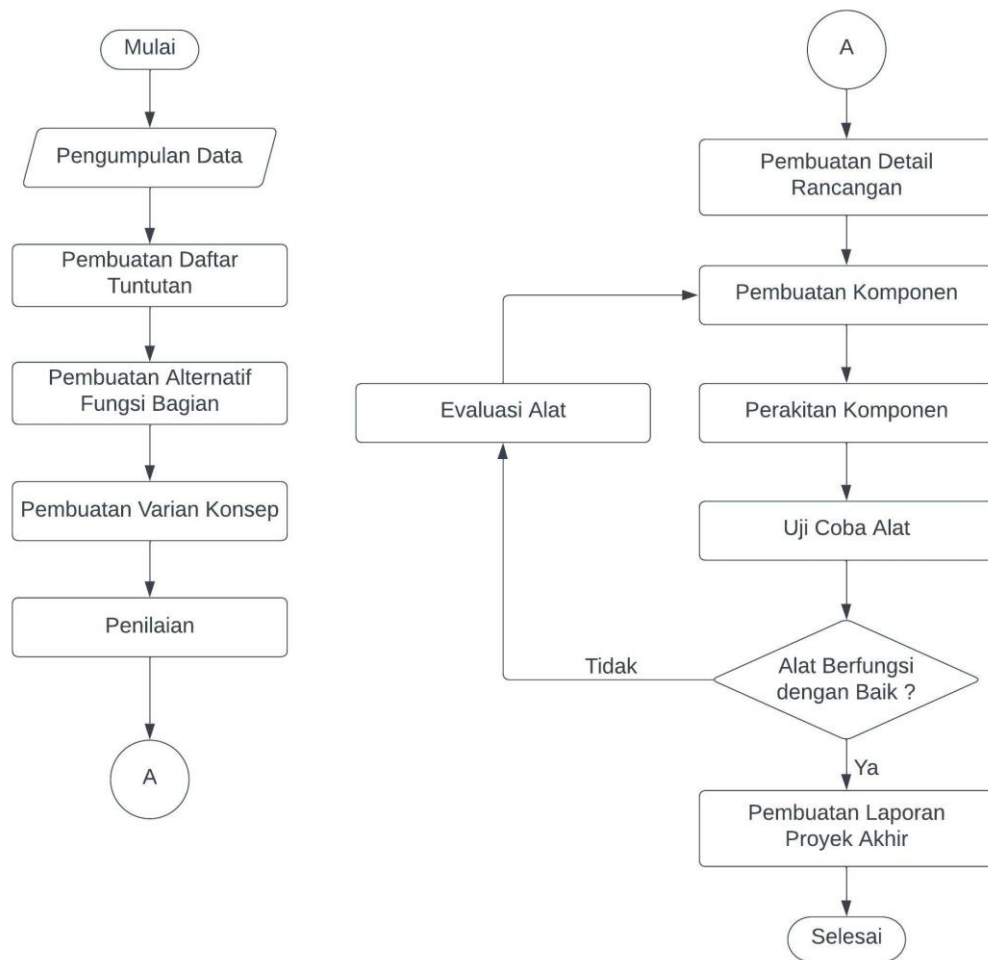 Mulai
Pengumpulan Data
Pembuatan Daftar
Tuntutan
Pembuatan Alternatif
Fungsi Bagian
Pembuatan Varian Konsep
Penilaian
A
A
Pembuatan Detail
Rancangan
Pembuatan Komponen
Evaluasi Alat
Perakitan Komponen
Uji Coba Alat
Alat Berfungsi
dengan Baik ?
Tidak
Ya
Pembuatan Laporan
Proyek Akhir
Selesai